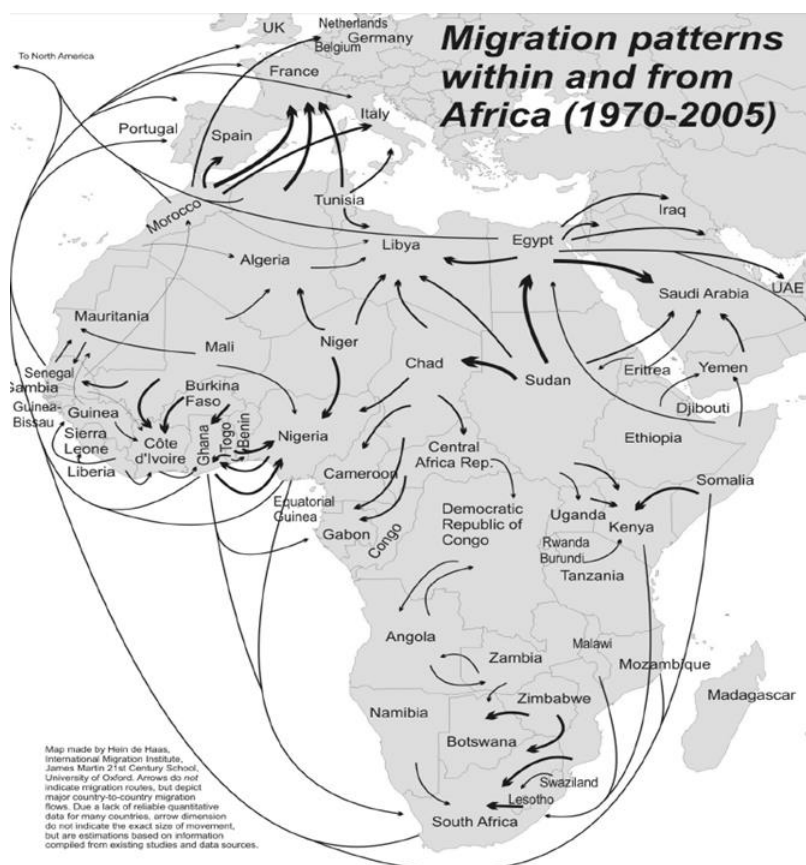 Migration patterns
within and from
Africa (1970-2005)
To North America
UK
Netherlands
Germany
Belgium
France
Italy
Portugal
Spain
Morocco
Tunisia
Algeria
Libya
Egypt
Iraq
UAE
Saudi Arabia
Mauritania
Mali
Niger
Chad
Sudan
Eritrea
Yemen
Djibouti
Senegal
Gambia
Guinea-
Bissau
Guinea
Sierra
Leone
Liberia
Burkina
Faso
Côte
d'Ivoire
Ghana
Togo
Benin
Nigeria
Cameroon
Central
Africa Rep.
Ethiopia
Somalia
Equatorial
Guinea
Gabon
Congo
Democratic
Republic of
Congo
Uganda
Kenya
Rwanda
Burundi
Tanzania
Angola
Zambia
Malawi
Mozambique
Madagascar
Namibia
Zimbabwe
Botswana
Swaziland
Lesotho
South Africa
Map made by Hein de Haas,
International Migration Institute,
James Martin 21st Century School,
University of Oxford. Arrows do not
indicate migration routes, but depict
major country-to-country migration
flows. Due a lack of reliable quantitative
data for many countries, arrow dimension
do not indicate the exact size of movement,
but are estimations based on information
compiled from existing studies and data sources.